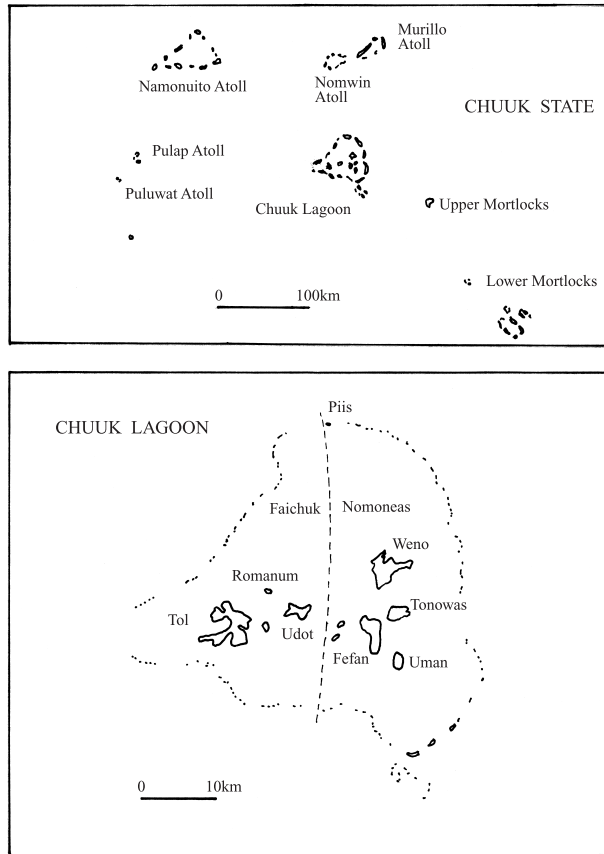 Murillo
Atoll
Namonuito Atoll
Nomwin
Atoll
CHUUK STATE
Pulap Atoll
Puluwat Atoll
Chuuk Lagoon
Upper Mortlocks
0 100km
Lower Mortlocks
Piis
CHUUK LAGOON
Faichuk
Nomoneas
Weno
Romanum
Tol
Udot
Tonowas
Fefan
Uman
0 10km